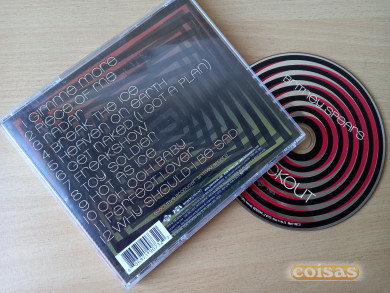 1 gimme more
2 piece of me
3 radar
4 break the ice
5 heaven on earth
6 get naked (i got a plan)
7 freakshow
8 toy soldier
9 hot as ice
10 ooh ooh baby
11 perfect lover
12 why should i be sad
BRITNEY SPEARS
BLACKOUT
coisas